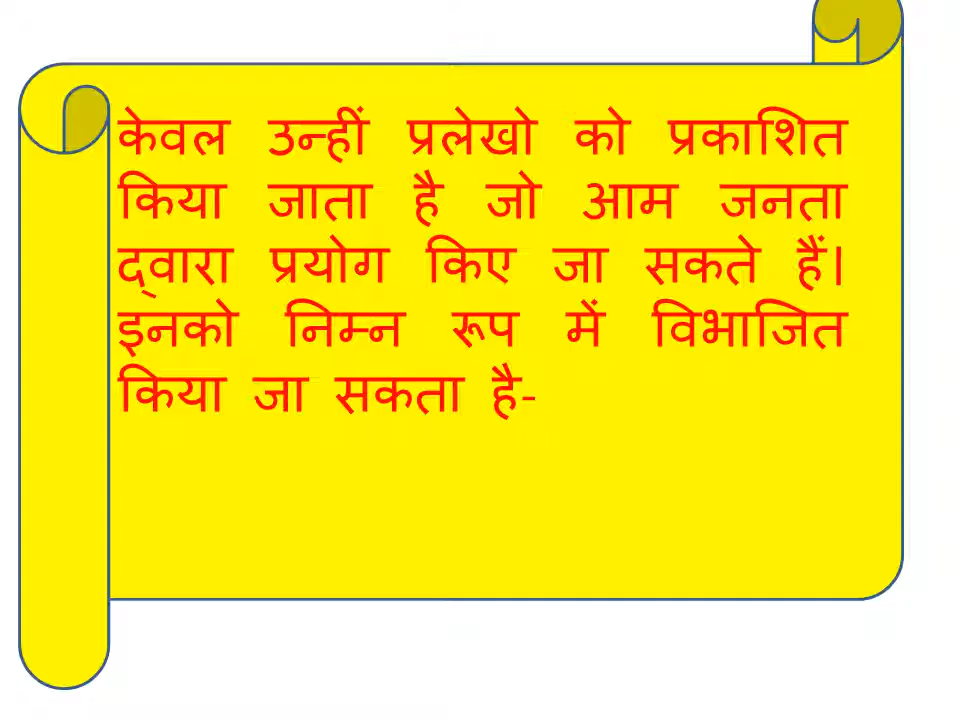 केवल उन्हीं प्रलेखो को प्रकाशित
किया जाता है जो आम जनता
द्वारा प्रयोग किए जा सकते हैं।
इनको निम्न रूप में विभाजित
किया जा सकता है-